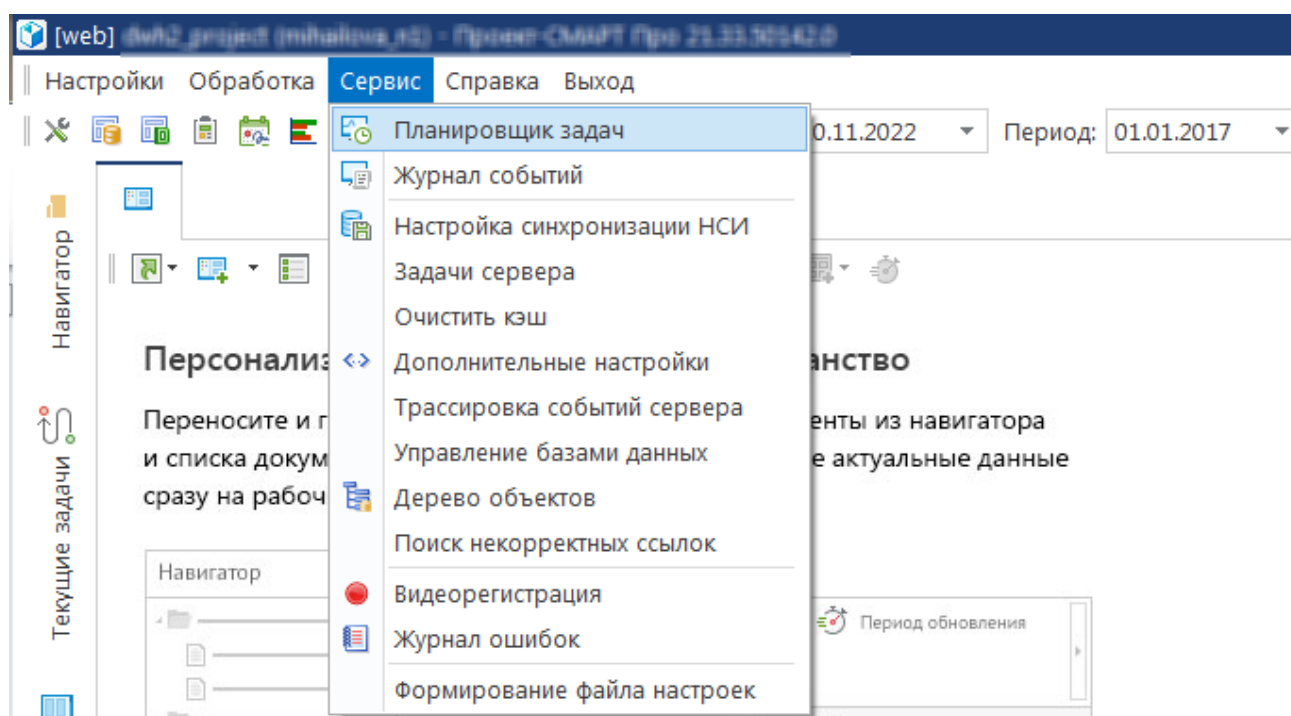 [web]
Настройки Обработка Сервис Справка Выход
Планировщик задач
0.11.2022 Период: 01.01.2017
Журнал событий
Настройка синхронизации НСИ
Задачи сервера
Очистить кэш
Дополнительные настройки
Трассировка событий сервера
Управление базами данных
Дерево объектов
Поиск некорректных ссылок
Видеорегистрация
Журнал ошибок
Формирование файла настроек
Навигатор
Текущие задачи
Персонализ анство
Переносите и г енты из навигатора
и списка докум е актуальные данные
сразу на рабоч
Навигатор
Период обновления